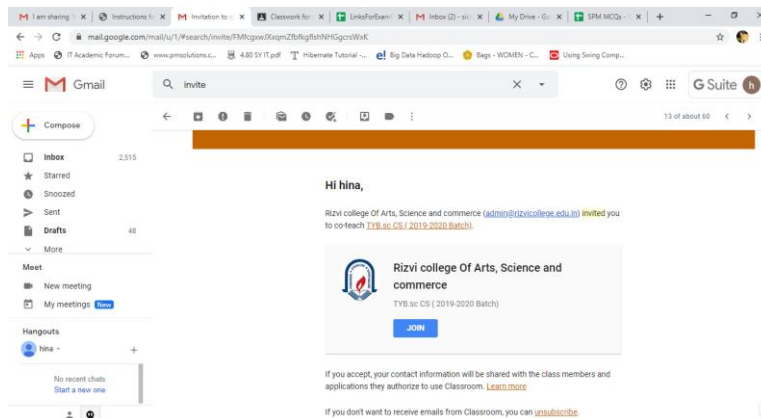 I am sharing
Instructions fo
Invitation to c
Classwork for
LinksForExam
Inbox (2) -
My Drive - Go
SPM MCQs -
mail.google.com/mail/u/1/#search/invite/
Apps
IT Academic Forum...
www.pmsolutions.c...
4.80 SY IT.pdf
Hibernate Tutorial -...
Big Data Hadoop O...
Bags - WOMEN - C...
Using Swing Comp...
Gmail
invite
G Suite
h
Compose
13 of about 60
Inbox 2,515
Starred
Snoozed
Sent
Drafts 48
More
Meet
New meeting
My meetings New
Hangouts
hina
No recent chats
Start a new one
Hi hina,
Rizvi college Of Arts, Science and commerce (admin@rizvicollege.edu.in) invited you
to co-teach TYB.sc CS ( 2019-2020 Batch).
Rizvi college Of Arts, Science and
commerce
TYB.sc CS ( 2019-2020 Batch)
JOIN
If you accept, your contact information will be shared with the class members and
applications they authorize to use Classroom. Learn more
If you don't want to receive emails from Classroom, you can unsubscribe.